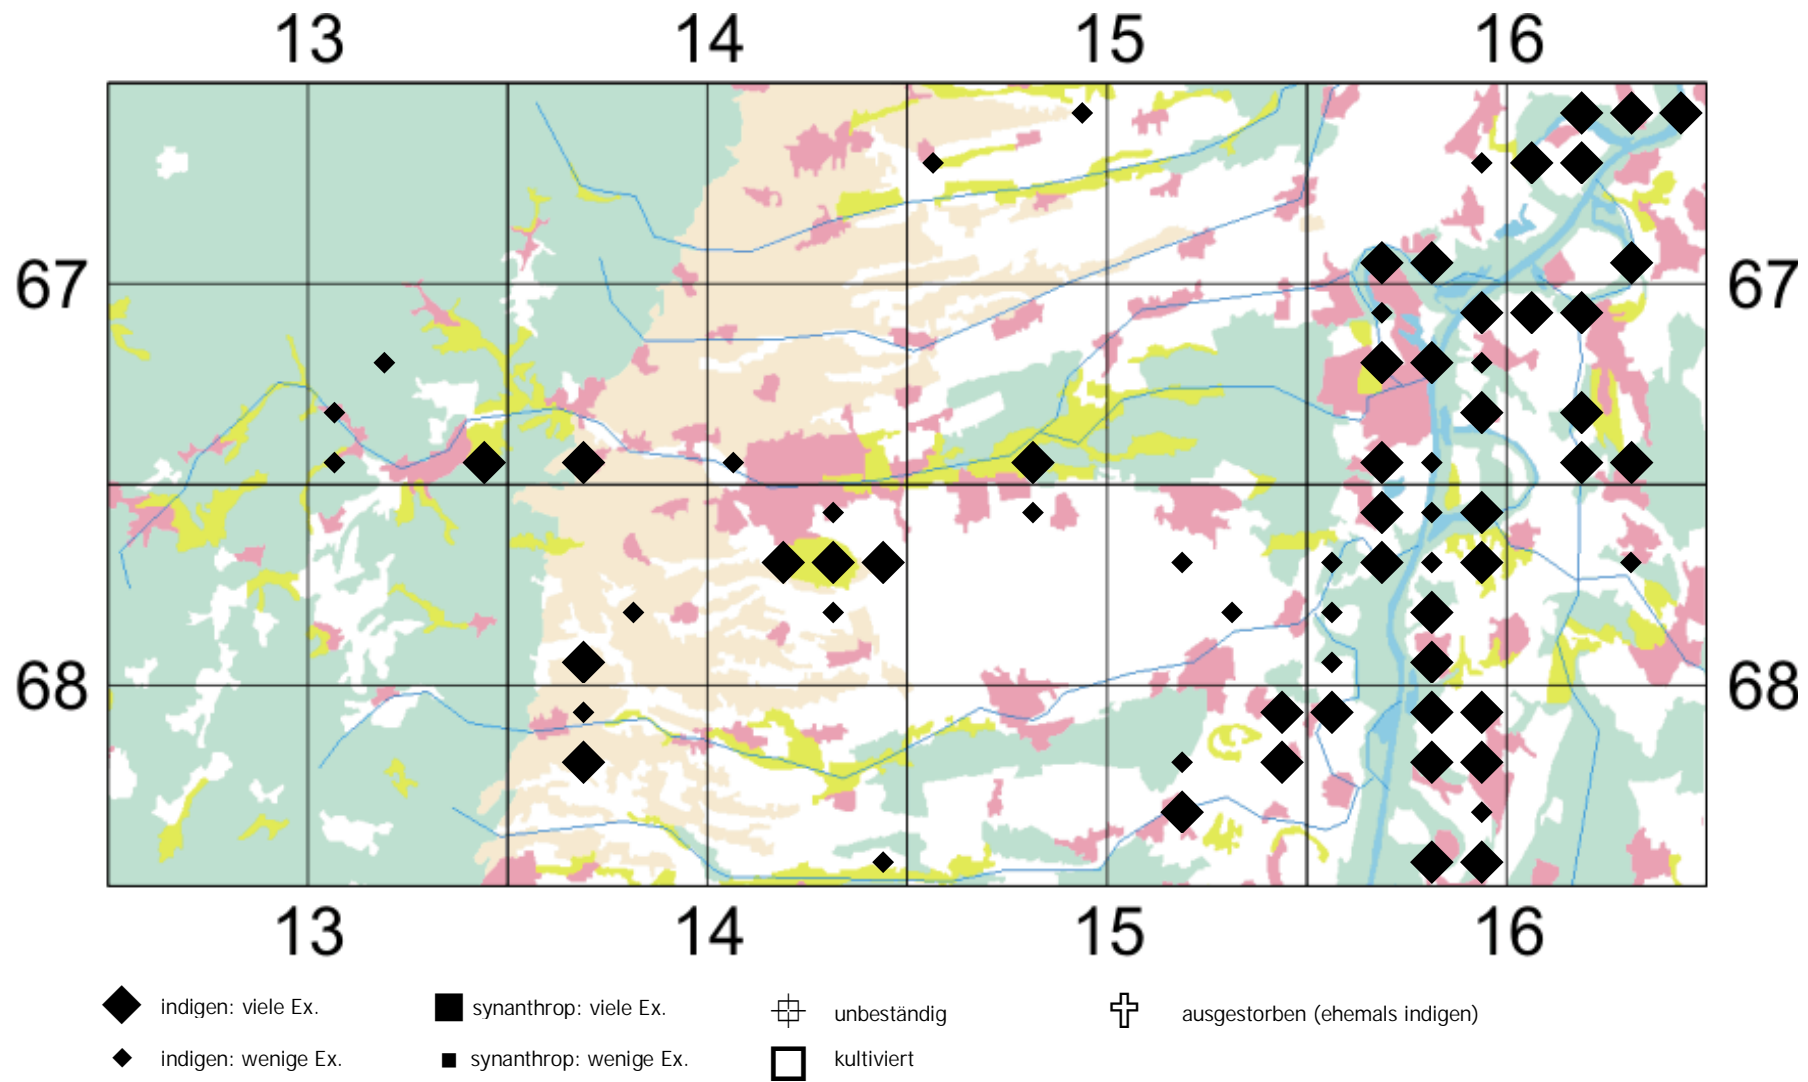 13 14 15 16
67 67
68 68
13 14 15 16
indigen: viele Ex. synanthrop: viele Ex. unbeständig ausgestorben (ehemals indigen)
indigen: wenige Ex. synanthrop: wenige Ex. kultiviert